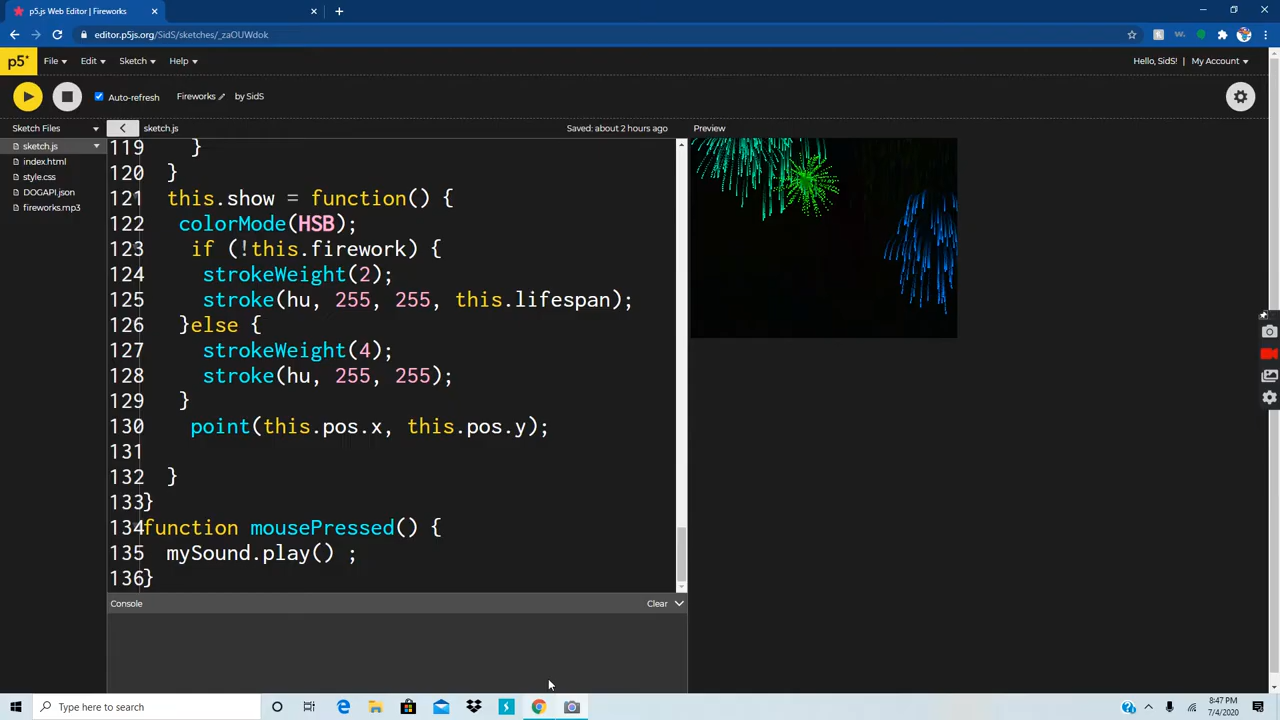 p5.js Web Editor | Fireworks
editor.p5js.org/SidS/sketches/_zaOUWdok
p5* File Edit Sketch Help Hello, SidS! | My Account
Auto-refresh Fireworks by SidS
Sketch Files sketch.js Saved: about 2 hours ago Preview
sketch.js
index.html
style.css
DOGAPI.json
fireworks.mp3
119 }
120 }
121 this.show = function() {
122 colorMode(HSB);
123 if (!this.firework) {
124 strokeWeight(2);
125 stroke(hu, 255, 255, this.lifespan);
126 }else {
127 strokeWeight(4);
128 stroke(hu, 255, 255);
129 }
130 point(this.pos.x, this.pos.y);
131
132 }
133 }
134 function mousePressed() {
135 mySound.play() ;
136 }
Console Clear
Type here to search
8:47 PM
7/4/2020